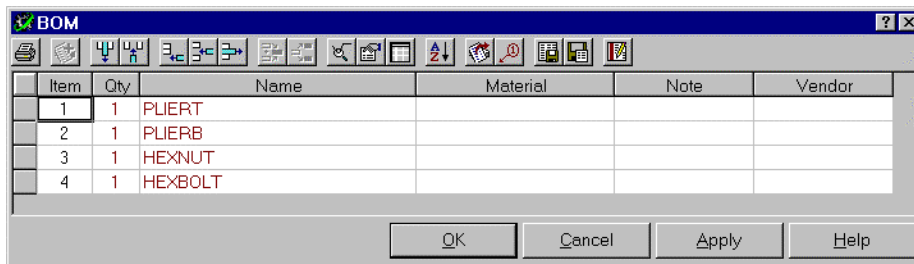 BOM
Item Qty Name Material Note Vendor
1 1 PLIERT
2 1 PLIERB
3 1 HEXNUT
4 1 HEXBOLT
OK Cancel Apply Help